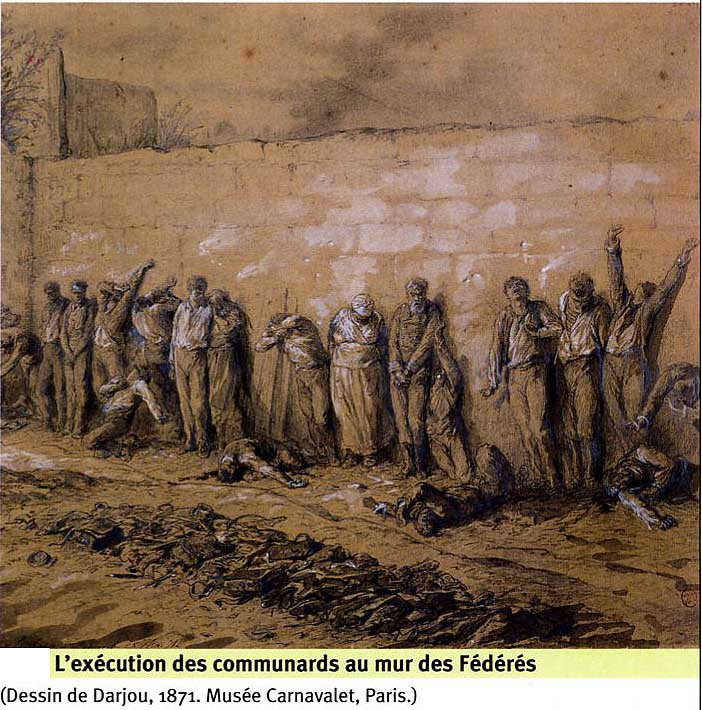 L'exécution des communards au mur des Fédérés
(Dessin de Darjou, 1871. Musée Carnavalet, Paris.)